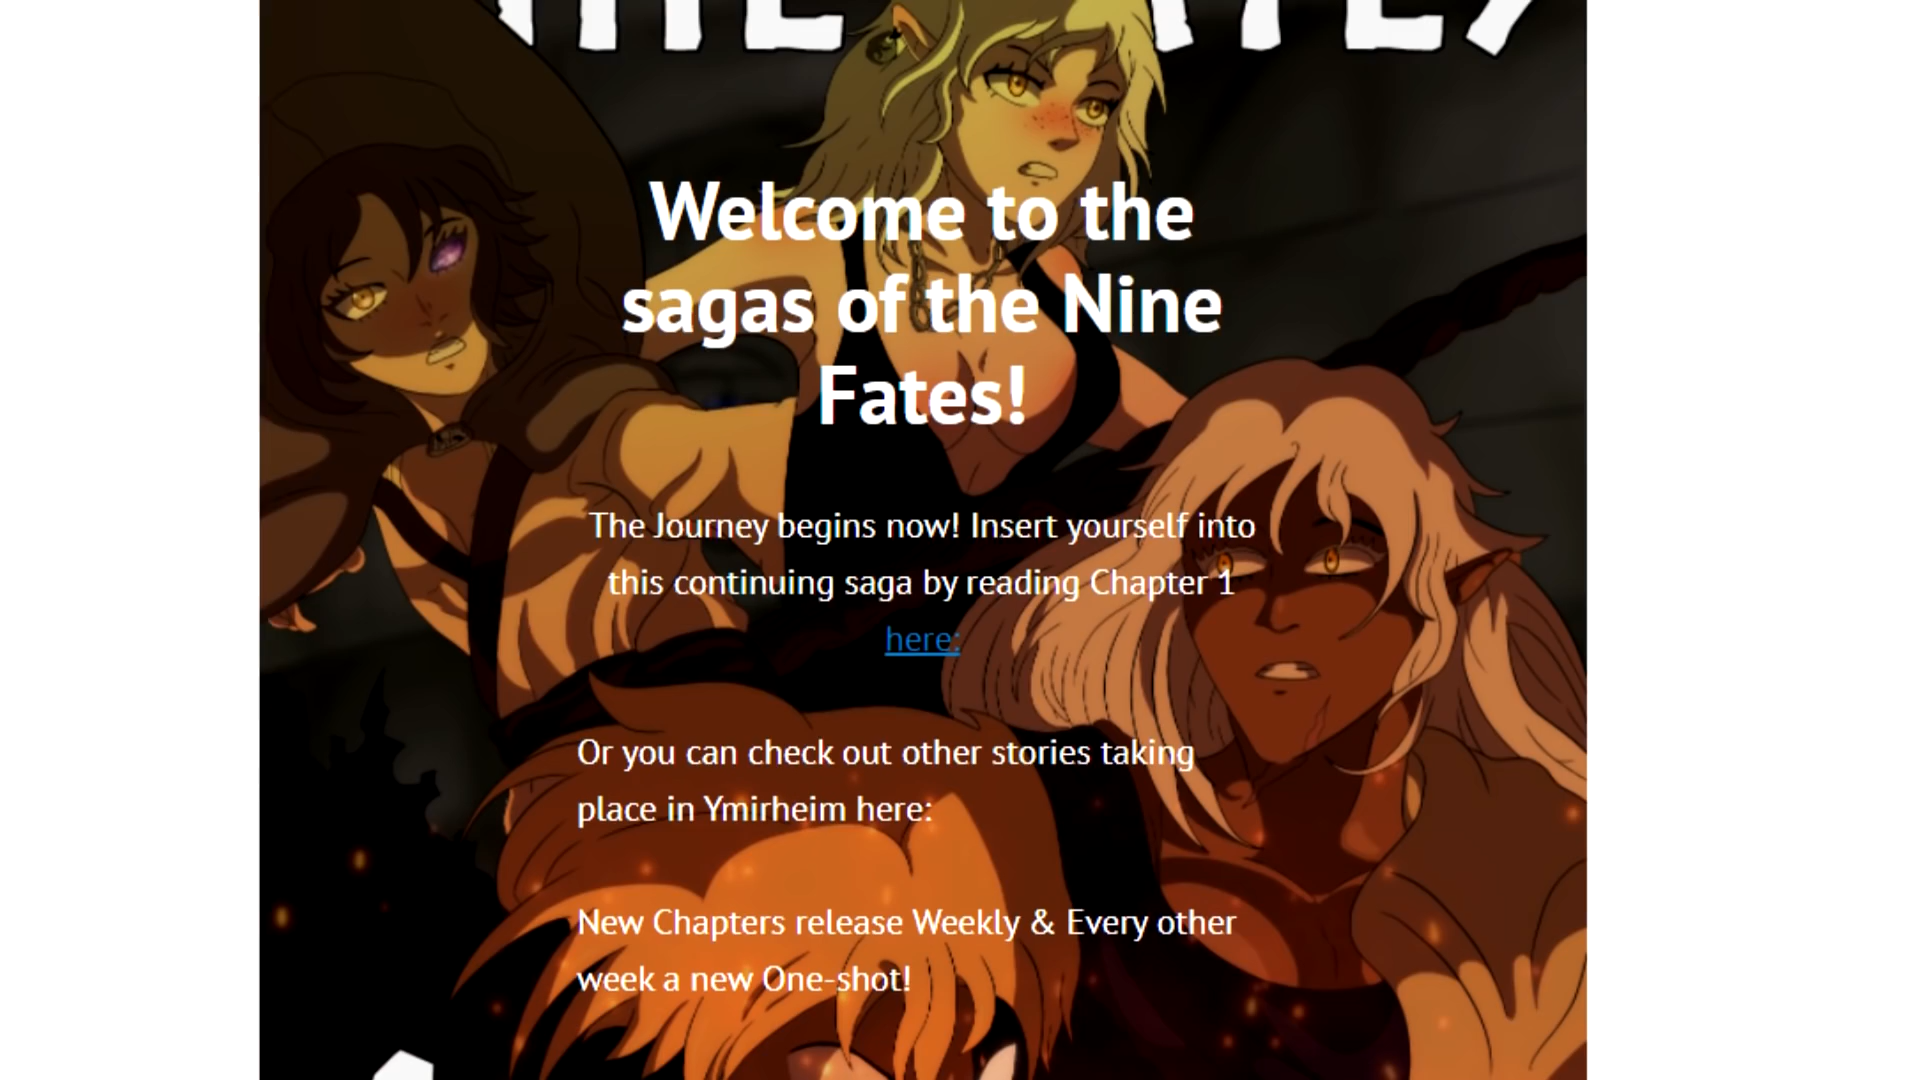 Welcome to the
sagas of the Nine
Fates!
The Journey begins now! Insert yourself into
this continuing saga by reading Chapter 1
here:
Or you can check out other stories taking
place in Ymirheim here:
New Chapters release Weekly & Every other
week a new One-shot!